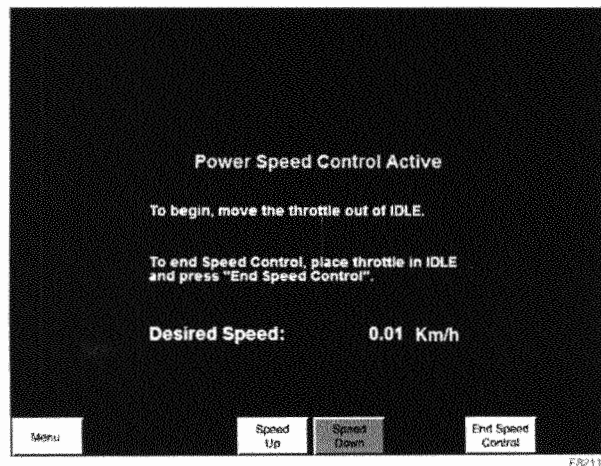 Power Speed Control Active
To begin, move the throttle out of IDLE.
To end Speed Control, place throttle in IDLE
and press "End Speed Control".
Desired Speed: 0.01 Km/h
Menu
Speed
Up
Speed
Down
End Speed
Control
E8211